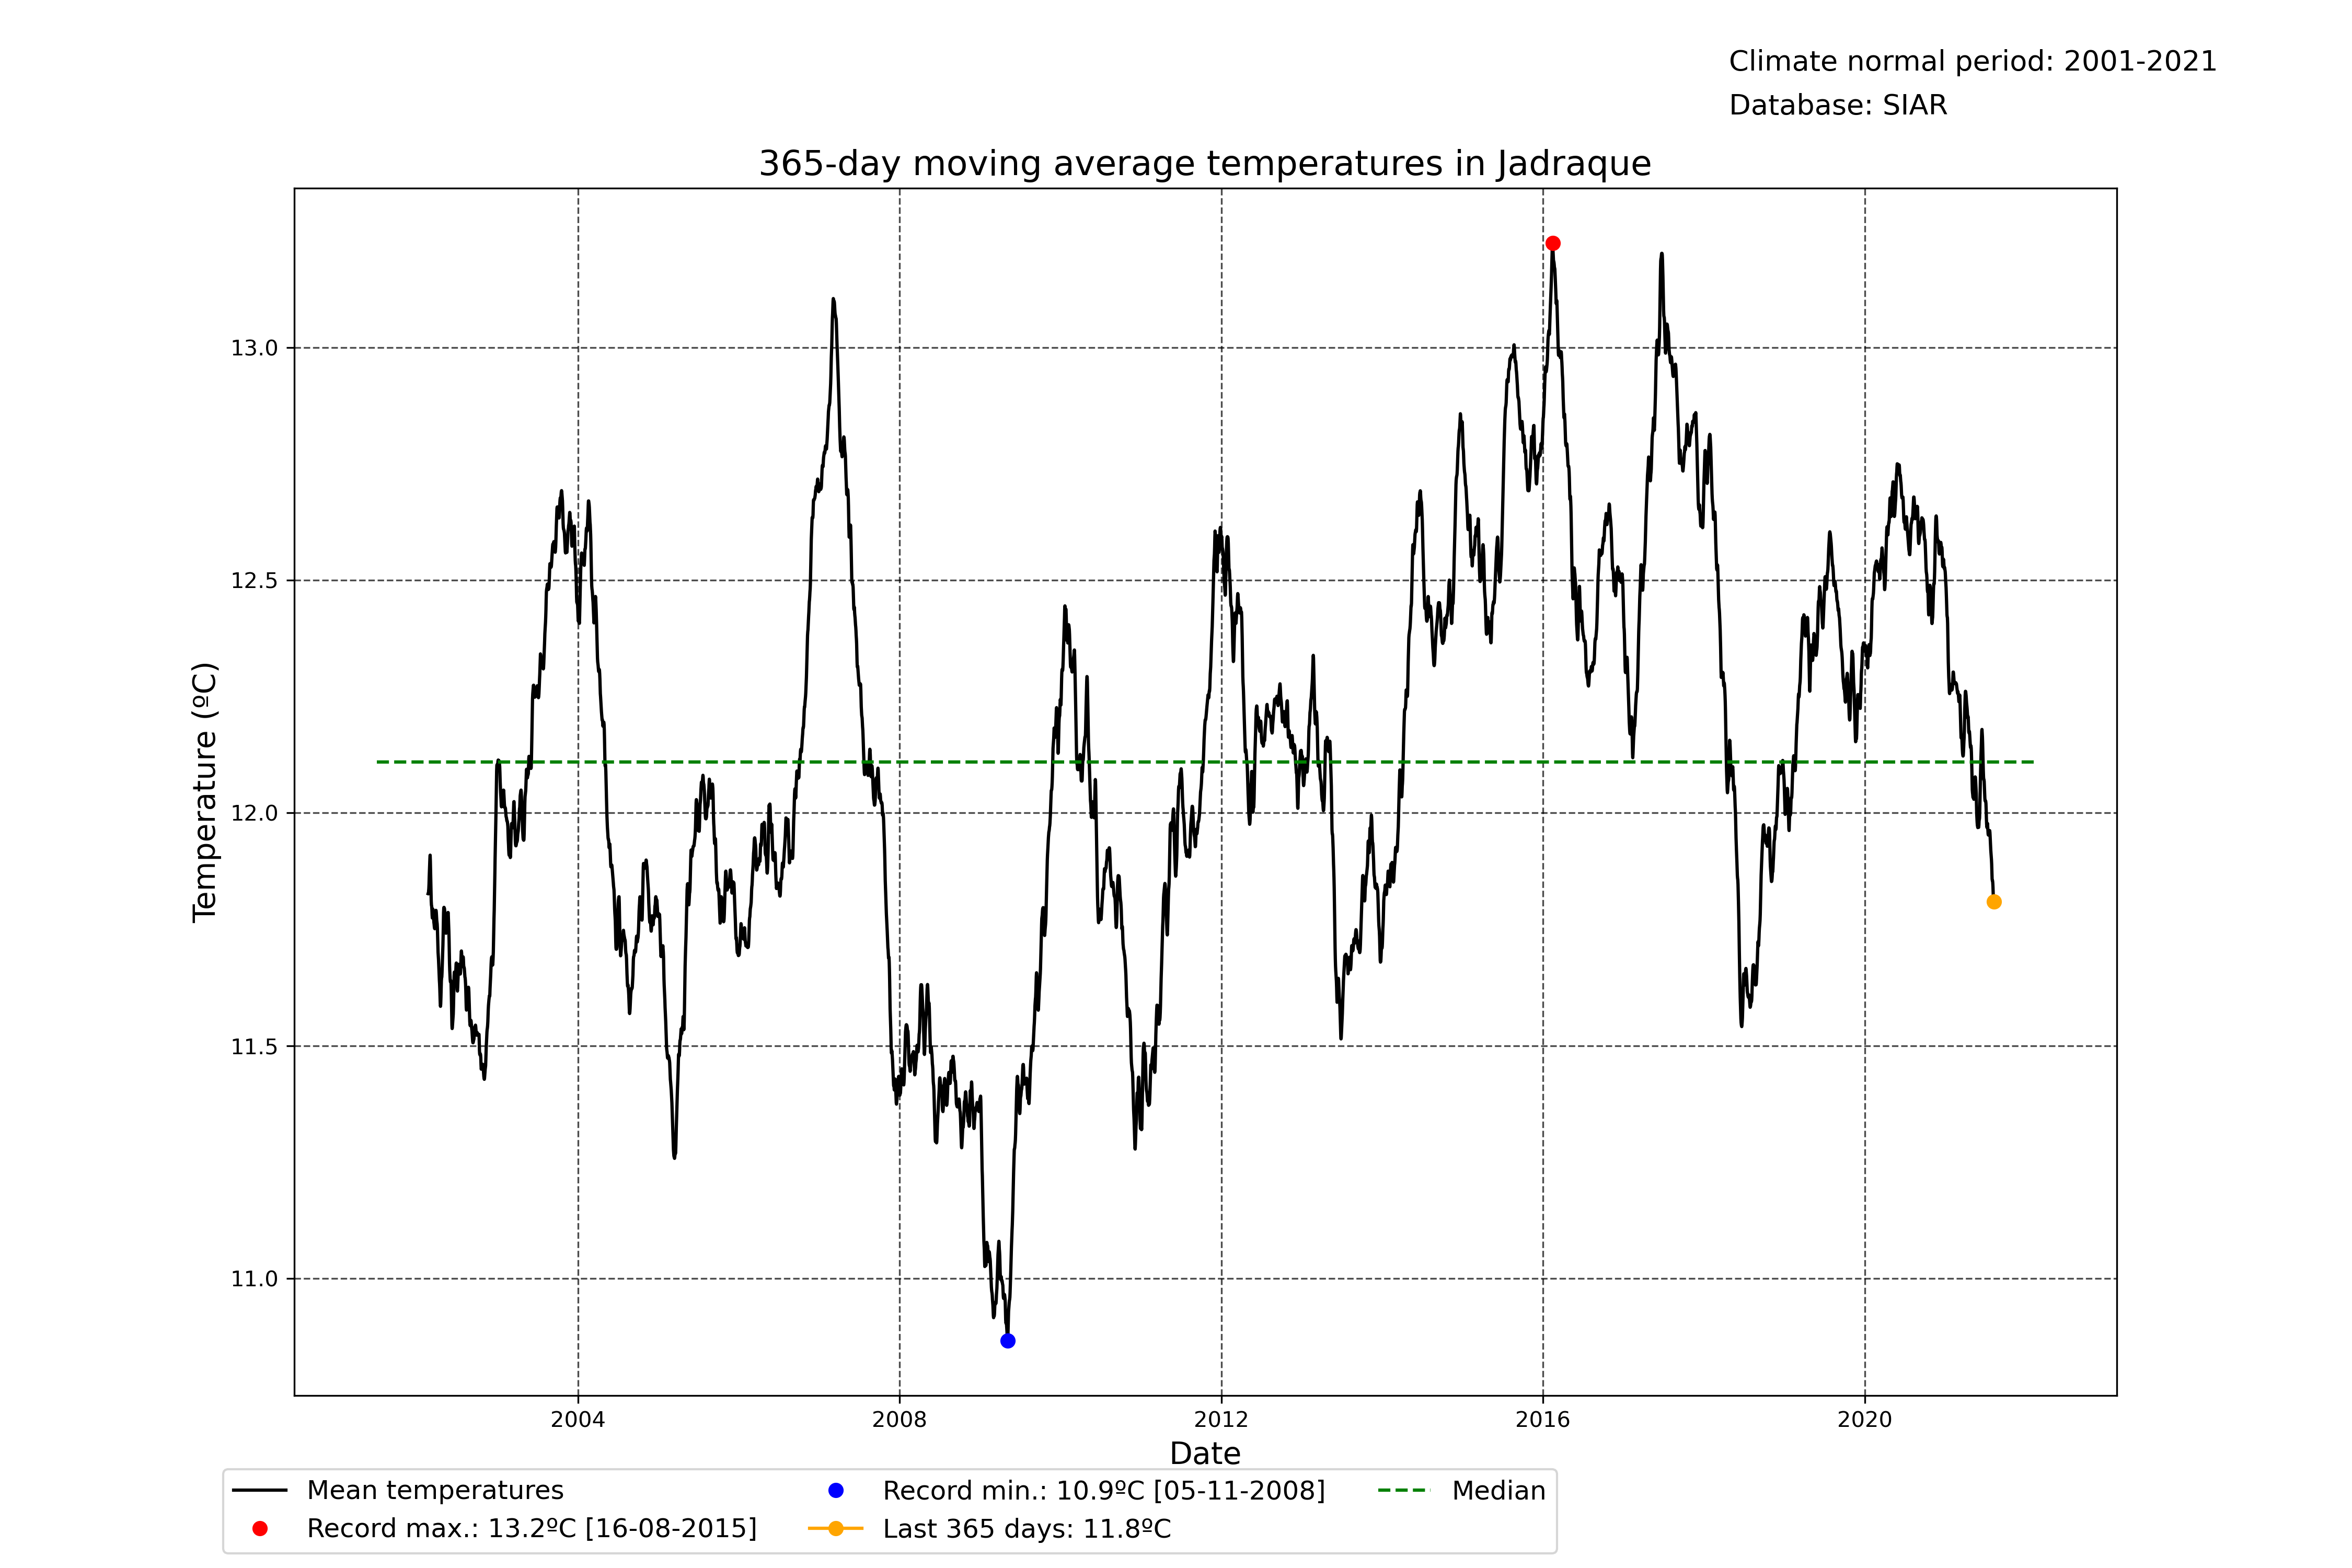 Climate normal period: 2001-2021
Database: SIAR
365-day moving average temperatures in Jadraque
13.0
12.5
12.0
11.5
11.0
Temperature (ºC)
2004 2008 2012 2016 2020
Date
Mean temperatures
Record max.: 13.2ºC [16-08-2015]
Record min.: 10.9ºC [05-11-2008]
Last 365 days: 11.8ºC
Median